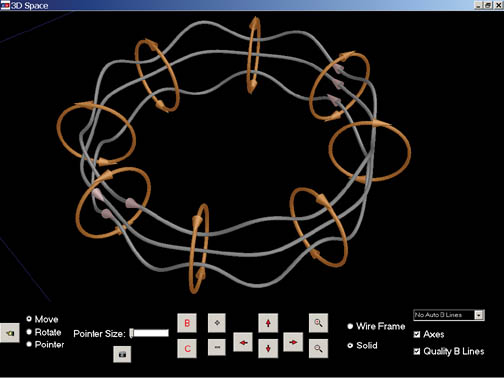 3D Space
Move
Rotate
Pointer
Pointer Size:
B
C
Wire Frame
Solid
No Auto B Lines
Axes
Quality B Lines